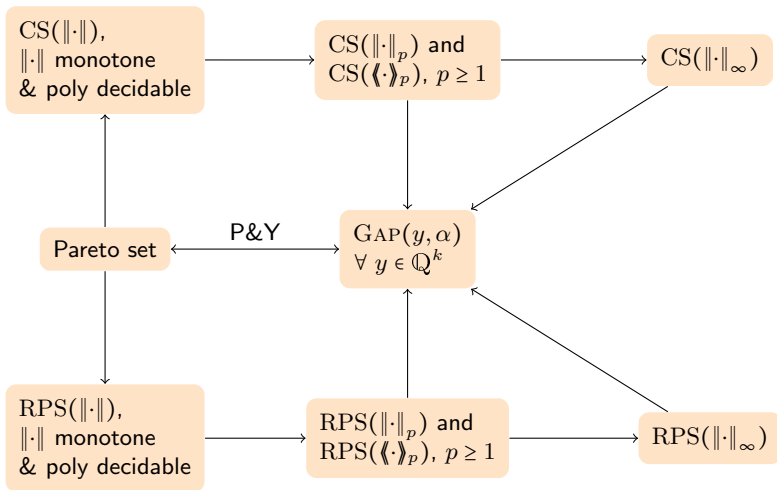 CS(‖·‖),
‖·‖ monotone
& poly decidable
CS(‖·‖ₚ) and
CS(⟪·⟫ₚ), p ≥ 1
CS(‖·‖∞)
Pareto set
P&Y
GAP(y, α)
∀ y ∈ ℚᵏ
RPS(‖·‖),
‖·‖ monotone
& poly decidable
RPS(‖·‖ₚ) and
RPS(⟪·⟫ₚ), p ≥ 1
RPS(‖·‖∞)